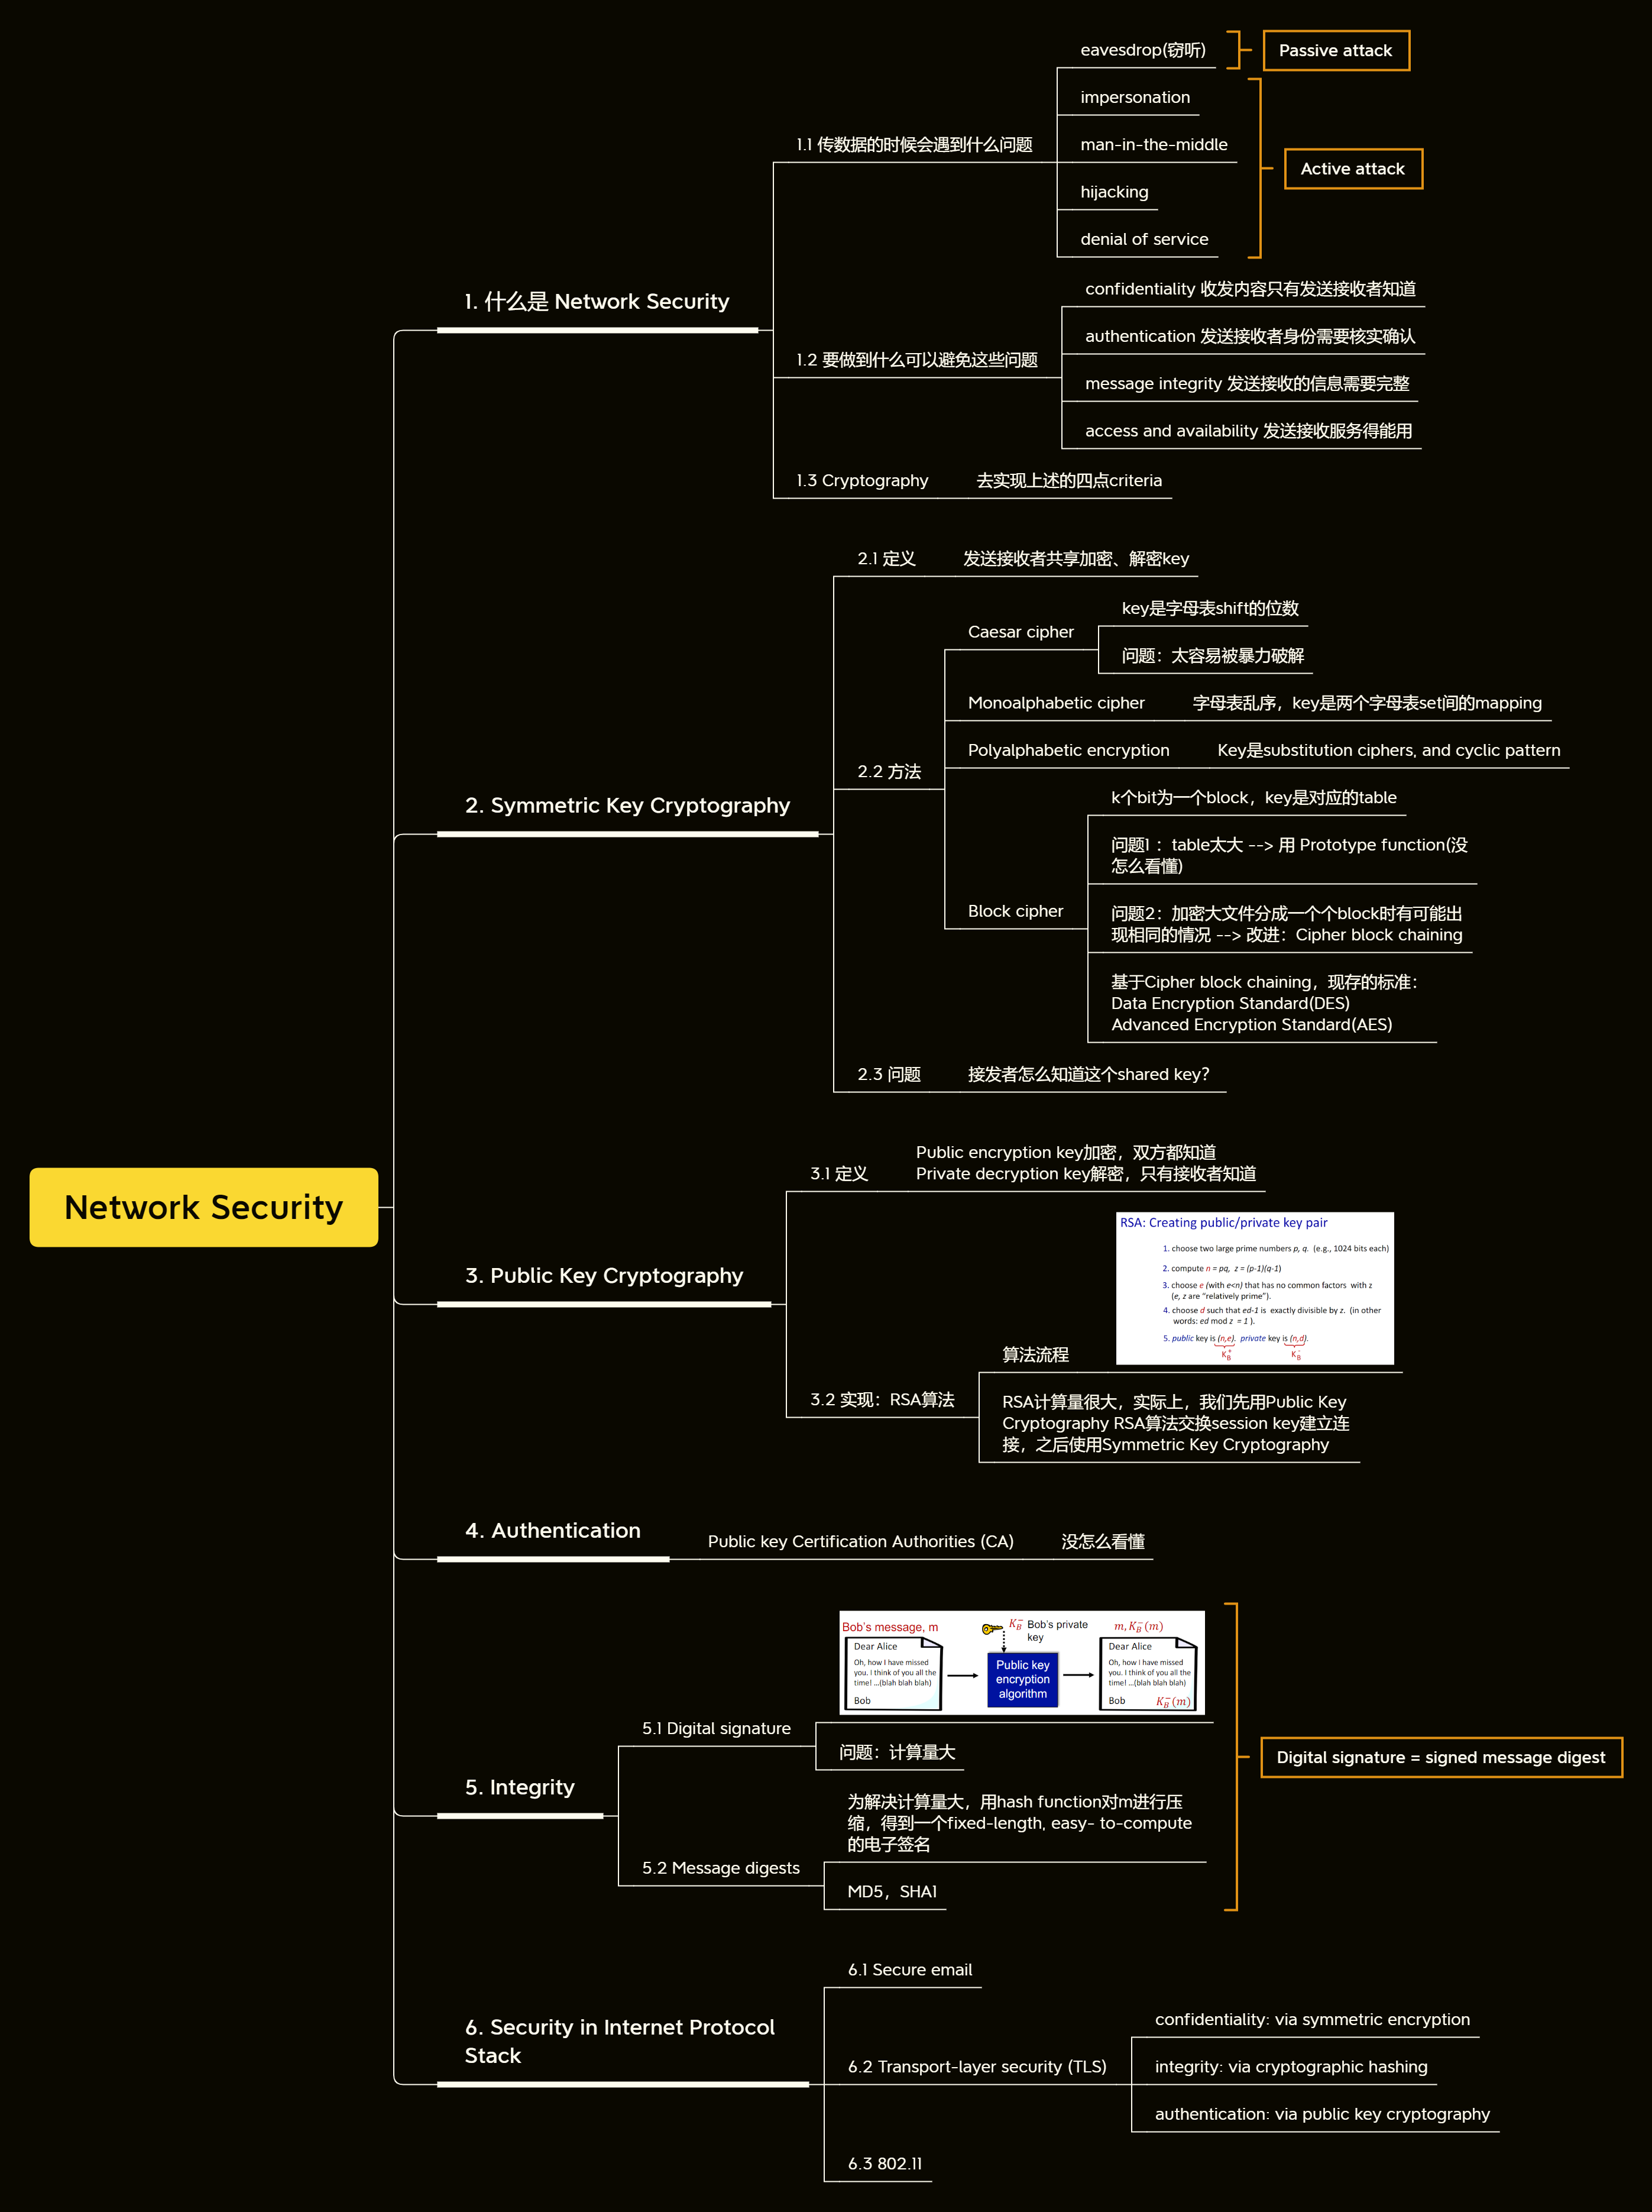 Network Security
1. 什么是 Network Security
1.1 传数据的时候会遇到什么问题
eavesdrop(窃听)
Passive attack
impersonation
man-in-the-middle
hijacking
denial of service
Active attack
1.2 要做到什么可以避免这些问题
confidentiality 收发内容只有发送接收者知道
authentication 发送接收者身份需要核实确认
message integrity 发送接收的信息需要完整
access and availability 发送接收服务得能用
1.3 Cryptography
去实现上述的四点criteria
2. Symmetric Key Cryptography
2.1 定义
发送接收者共享加密、解密key
2.2 方法
Caesar cipher
key是字母表shift的位数
问题：太容易被暴力破解
Monoalphabetic cipher
字母表乱序，key是两个字母表set间的mapping
Polyalphabetic encryption
Key是substitution ciphers, and cyclic pattern
Block cipher
k个bit为一个block，key是对应的table
问题1 ：table太大 --> 用 Prototype function(没
怎么看懂)
问题2：加密大文件分成一个个block时有可能出
现相同的情况 --> 改进：Cipher block chaining
基于Cipher block chaining，现存的标准：
Data Encryption Standard(DES)
Advanced Encryption Standard(AES)
2.3 问题
接发者怎么知道这个shared key？
3. Public Key Cryptography
3.1 定义
Public encryption key加密，双方都知道
Private decryption key解密，只有接收者知道
3.2 实现：RSA算法
算法流程
RSA: Creating public/private key pair
1. choose two large prime numbers p, q. (e.g., 1024 bits each)
2. compute n = pq, z = (p-1)(q-1)
3. choose e (with e<n) that has no common factors with z
(e, z are “relatively prime”).
4. choose d such that ed-1 is exactly divisible by z. (in other
words: ed mod z = 1 ).
5. public key is (n,e). private key is (n,d).
K_B^+ K_B^-
RSA计算量很大，实际上，我们先用Public Key
Cryptography RSA算法交换session key建立连
接，之后使用Symmetric Key Cryptography
4. Authentication
Public key Certification Authorities (CA)
没怎么看懂
5. Integrity
5.1 Digital signature
Bob’s message, m
Dear Alice
Oh, how I have missed
you. I think of you all the
time! …(blah blah blah)
Bob
K_B^- Bob’s private
key
Public key
encryption
algorithm
m, K_B^-(m)
Dear Alice
Oh, how I have missed
you. I think of you all the
time! …(blah blah blah)
Bob K_B^-(m)
问题：计算量大
5.2 Message digests
为解决计算量大，用hash function对m进行压
缩，得到一个fixed-length, easy- to-compute
的电子签名
MD5，SHA1
Digital signature = signed message digest
6. Security in Internet Protocol
Stack
6.1 Secure email
6.2 Transport-layer security (TLS)
confidentiality: via symmetric encryption
integrity: via cryptographic hashing
authentication: via public key cryptography
6.3 802.11